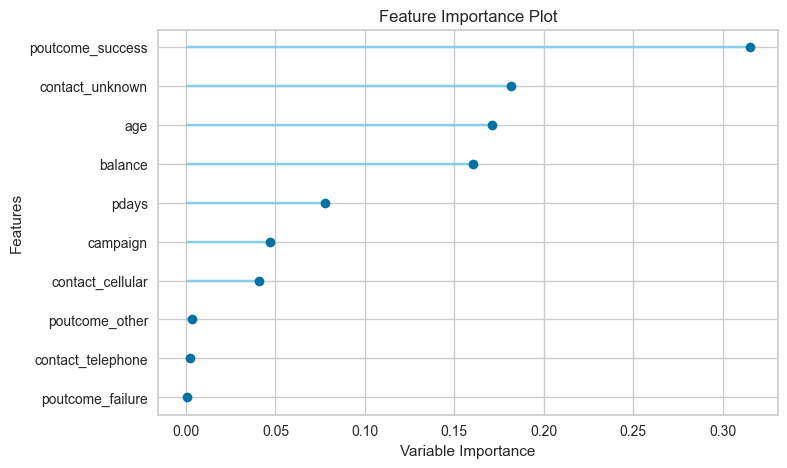 Feature Importance Plot
Features
poutcome_success
contact_unknown
age
balance
pdays
campaign
contact_cellular
poutcome_other
contact_telephone
poutcome_failure
0.00 0.05 0.10 0.15 0.20 0.25 0.30
Variable Importance